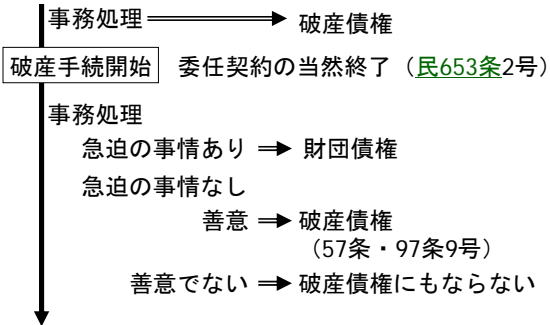 事務処理 破産債権
破産手続開始 委任契約の当然終了（民653条2号）
事務処理
急迫の事情あり 財団債権
急迫の事情なし
善意 破産債権
（57条・97条9号）
善意でない 破産債権にもならない